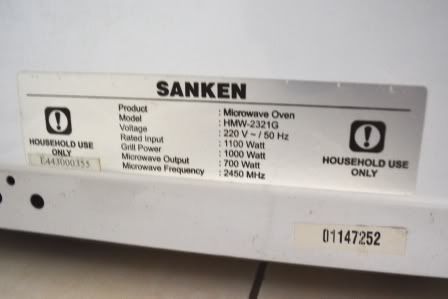 SANKEN
Product : Microwave Oven
Model : HMW-2321G
Voltage : 220 V ~ / 50 Hz
Rated Input : 1100 Watt
Grill Power : 1000 Watt
Microwave Output : 700 Watt
Microwave Frequency : 2450 MHz
HOUSEHOLD USE
ONLY
E443000355
HOUSEHOLD USE
ONLY
01147252